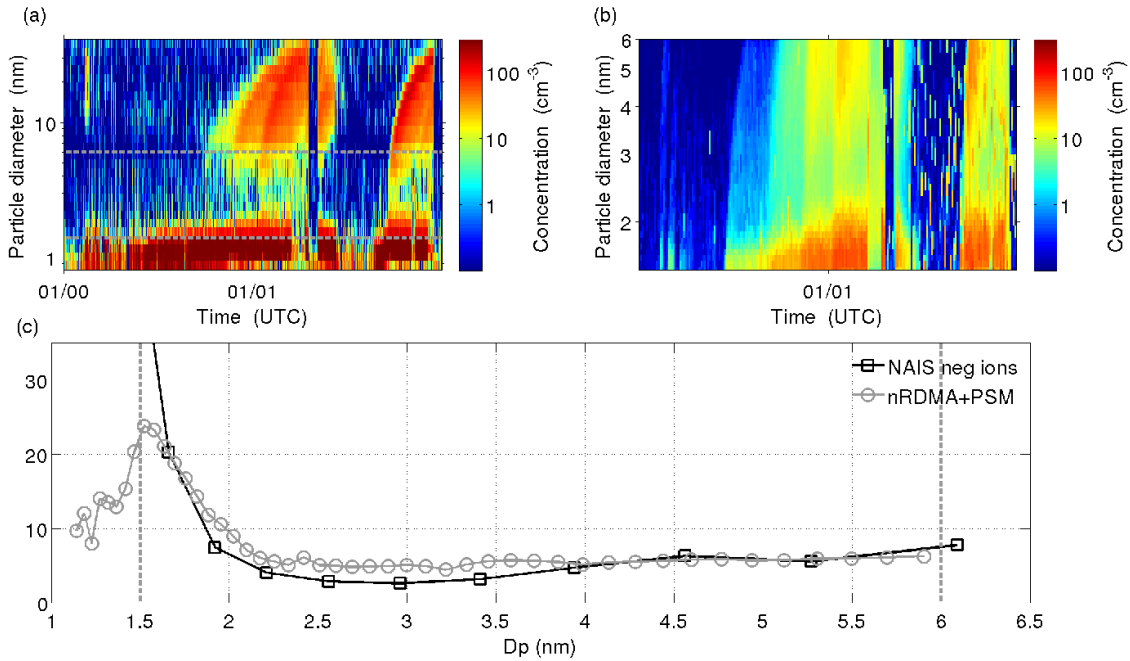 (a)
(b)
Particle diameter (nm)
10
1
01/00
01/01
Time (UTC)
100
10
1
Concentration (cm-3)
Particle diameter (nm)
6
5
4
3
2
01/01
Time (UTC)
100
10
1
Concentration (cm-3)
(c)
30
20
10
0
1
1.5
2
2.5
3
3.5
4
4.5
5
5.5
6
6.5
Dp (nm)
NAIS neg ions
nRDMA+PSM